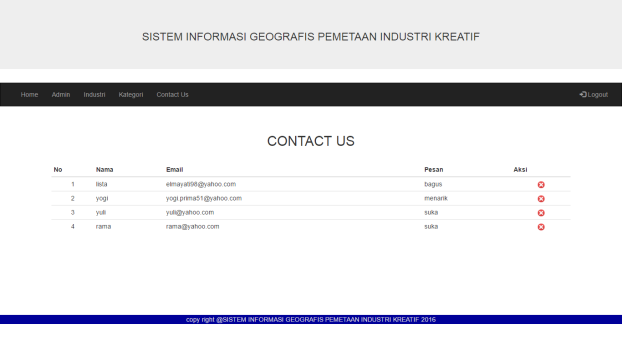 SISTEM INFORMASI GEOGRAFIS PEMETAAN INDUSTRI KREATIF
Home Admin Industri Kategori Contact Us Logout
CONTACT US
No Nama Email Pesan Aksi
1 lista elmayati98@yahoo.com bagus
2 yogi yogi.prima51@yahoo.com menarik
3 yuli yuli@yahoo.com suka
4 rama rama@yahoo.com suka
copy right @SISTEM INFORMASI GEOGRAFIS PEMETAAN INDUSTRI KREATIF 2016